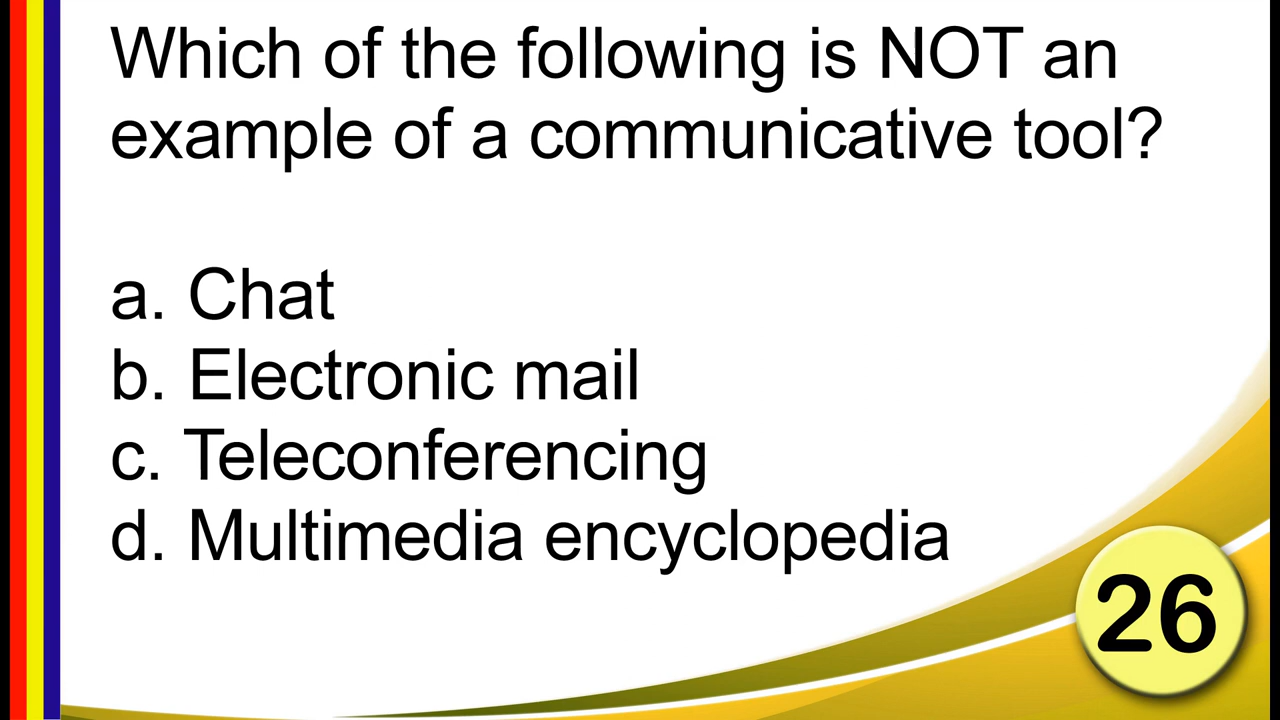 Which of the following is NOT an
example of a communicative tool?
a. Chat
b. Electronic mail
c. Teleconferencing
d. Multimedia encyclopedia
26